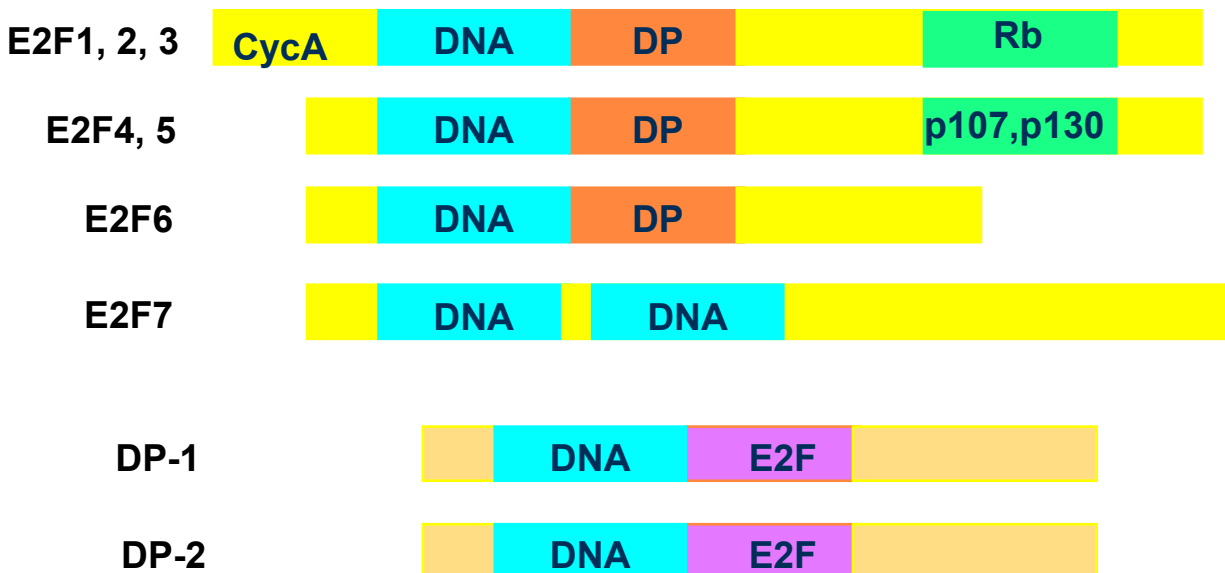 E2F1, 2, 3 CycA DNA DP Rb
E2F4, 5 DNA DP p107,p130
E2F6 DNA DP
E2F7 DNA DNA
DP-1 DNA E2F
DP-2 DNA E2F